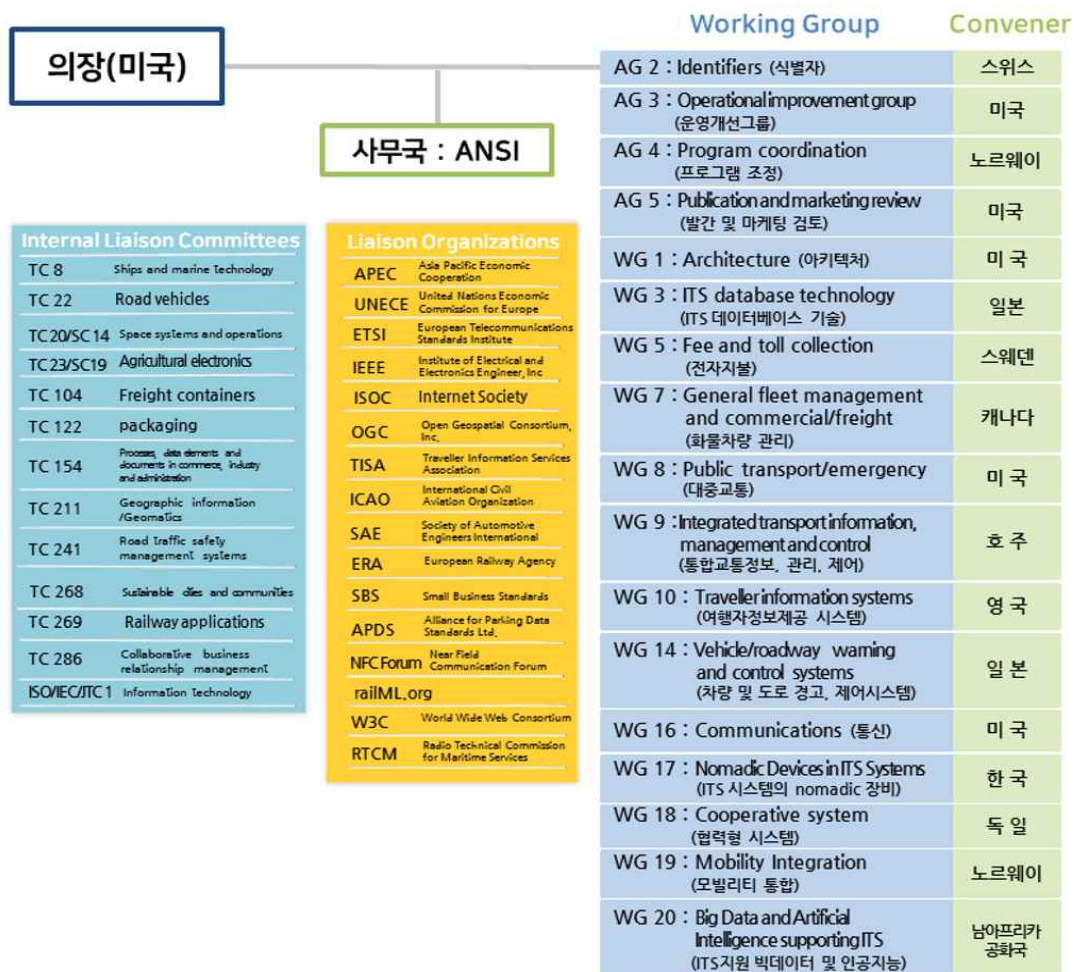 의장(미국)
사무국 : ANSI
Internal Liaison Committees
TC 8 Ships and marine technology
TC 22 Road vehicles
TC20/SC 14 Space systems and operations
TC23/SC19 Agricultural electronics
TC 104 Freight containers
TC 122 packaging
TC 154 Processes, data elements and
documents in commerce, industry
and administration
TC 211 Geographic information
/Geomatics
TC 241 Road traffic safety
management systems
TC 268 Sustainable cities and communities
TC 269 Railway applications
TC 286 Collaborative business
relationship management
ISO/IEC/JTC 1 Information technology
Liaison Organizations
APEC Asia Pacific Economic
Cooperation
UNECE United Nations Economic
Commission for Europe
ETSI European Telecommunications
Standards Institute
IEEE Institute of Electrical and
Electronics Engineer, Inc
ISOC Internet Society
OGC Open Geospatial Consortium,
Inc.
TISA Traveller Information Services
Association
ICAO International Civil
Aviation Organization
SAE Society of Automotive
Engineers International
ERA European Railway Agency
SBS Small Business Standards
APDS Alliance for Parking Data
Standards Ltd.
NFC Forum Near Field
Communication Forum
railML.org
W3C World Wide Web Consortium
RTCM Radio Technical Commission
for Maritime Services
Working Group Convener
AG 2 : Identifiers (식별자) 스위스
AG 3 : Operational improvement group
(운영개선그룹) 미국
AG 4 : Program coordination
(프로그램 조정) 노르웨이
AG 5 : Publication and marketing review
(발간 및 마케팅 검토) 미국
WG 1 : Architecture (아키텍처) 미 국
WG 3 : ITS database technology
(ITS 데이터베이스 기술) 일본
WG 5 : Fee and toll collection
(전자지불) 스웨덴
WG 7 : General fleet management
and commercial/freight
(화물차량 관리) 캐나다
WG 8 : Public transport/emergency
(대중교통) 미 국
WG 9 : Integrated transport information,
management and control
(통합교통정보, 관리, 제어) 호 주
WG 10 : Traveller information systems
(여행자정보제공 시스템) 영 국
WG 14 : Vehicle/roadway warning
and control systems
(차량 및 도로 경고, 제어시스템) 일 본
WG 16 : Communications (통신) 미 국
WG 17 : Nomadic Devices in ITS Systems
(ITS 시스템의 nomadic 장비) 한 국
WG 18 : Cooperative system
(협력형 시스템) 독 일
WG 19 : Mobility Integration
(모빌리티 통합) 노르웨이
WG 20 : Big Data and Artificial
Intelligence supporting ITS
(ITS지원 빅데이터 및 인공지능)
남아프리카
공화국